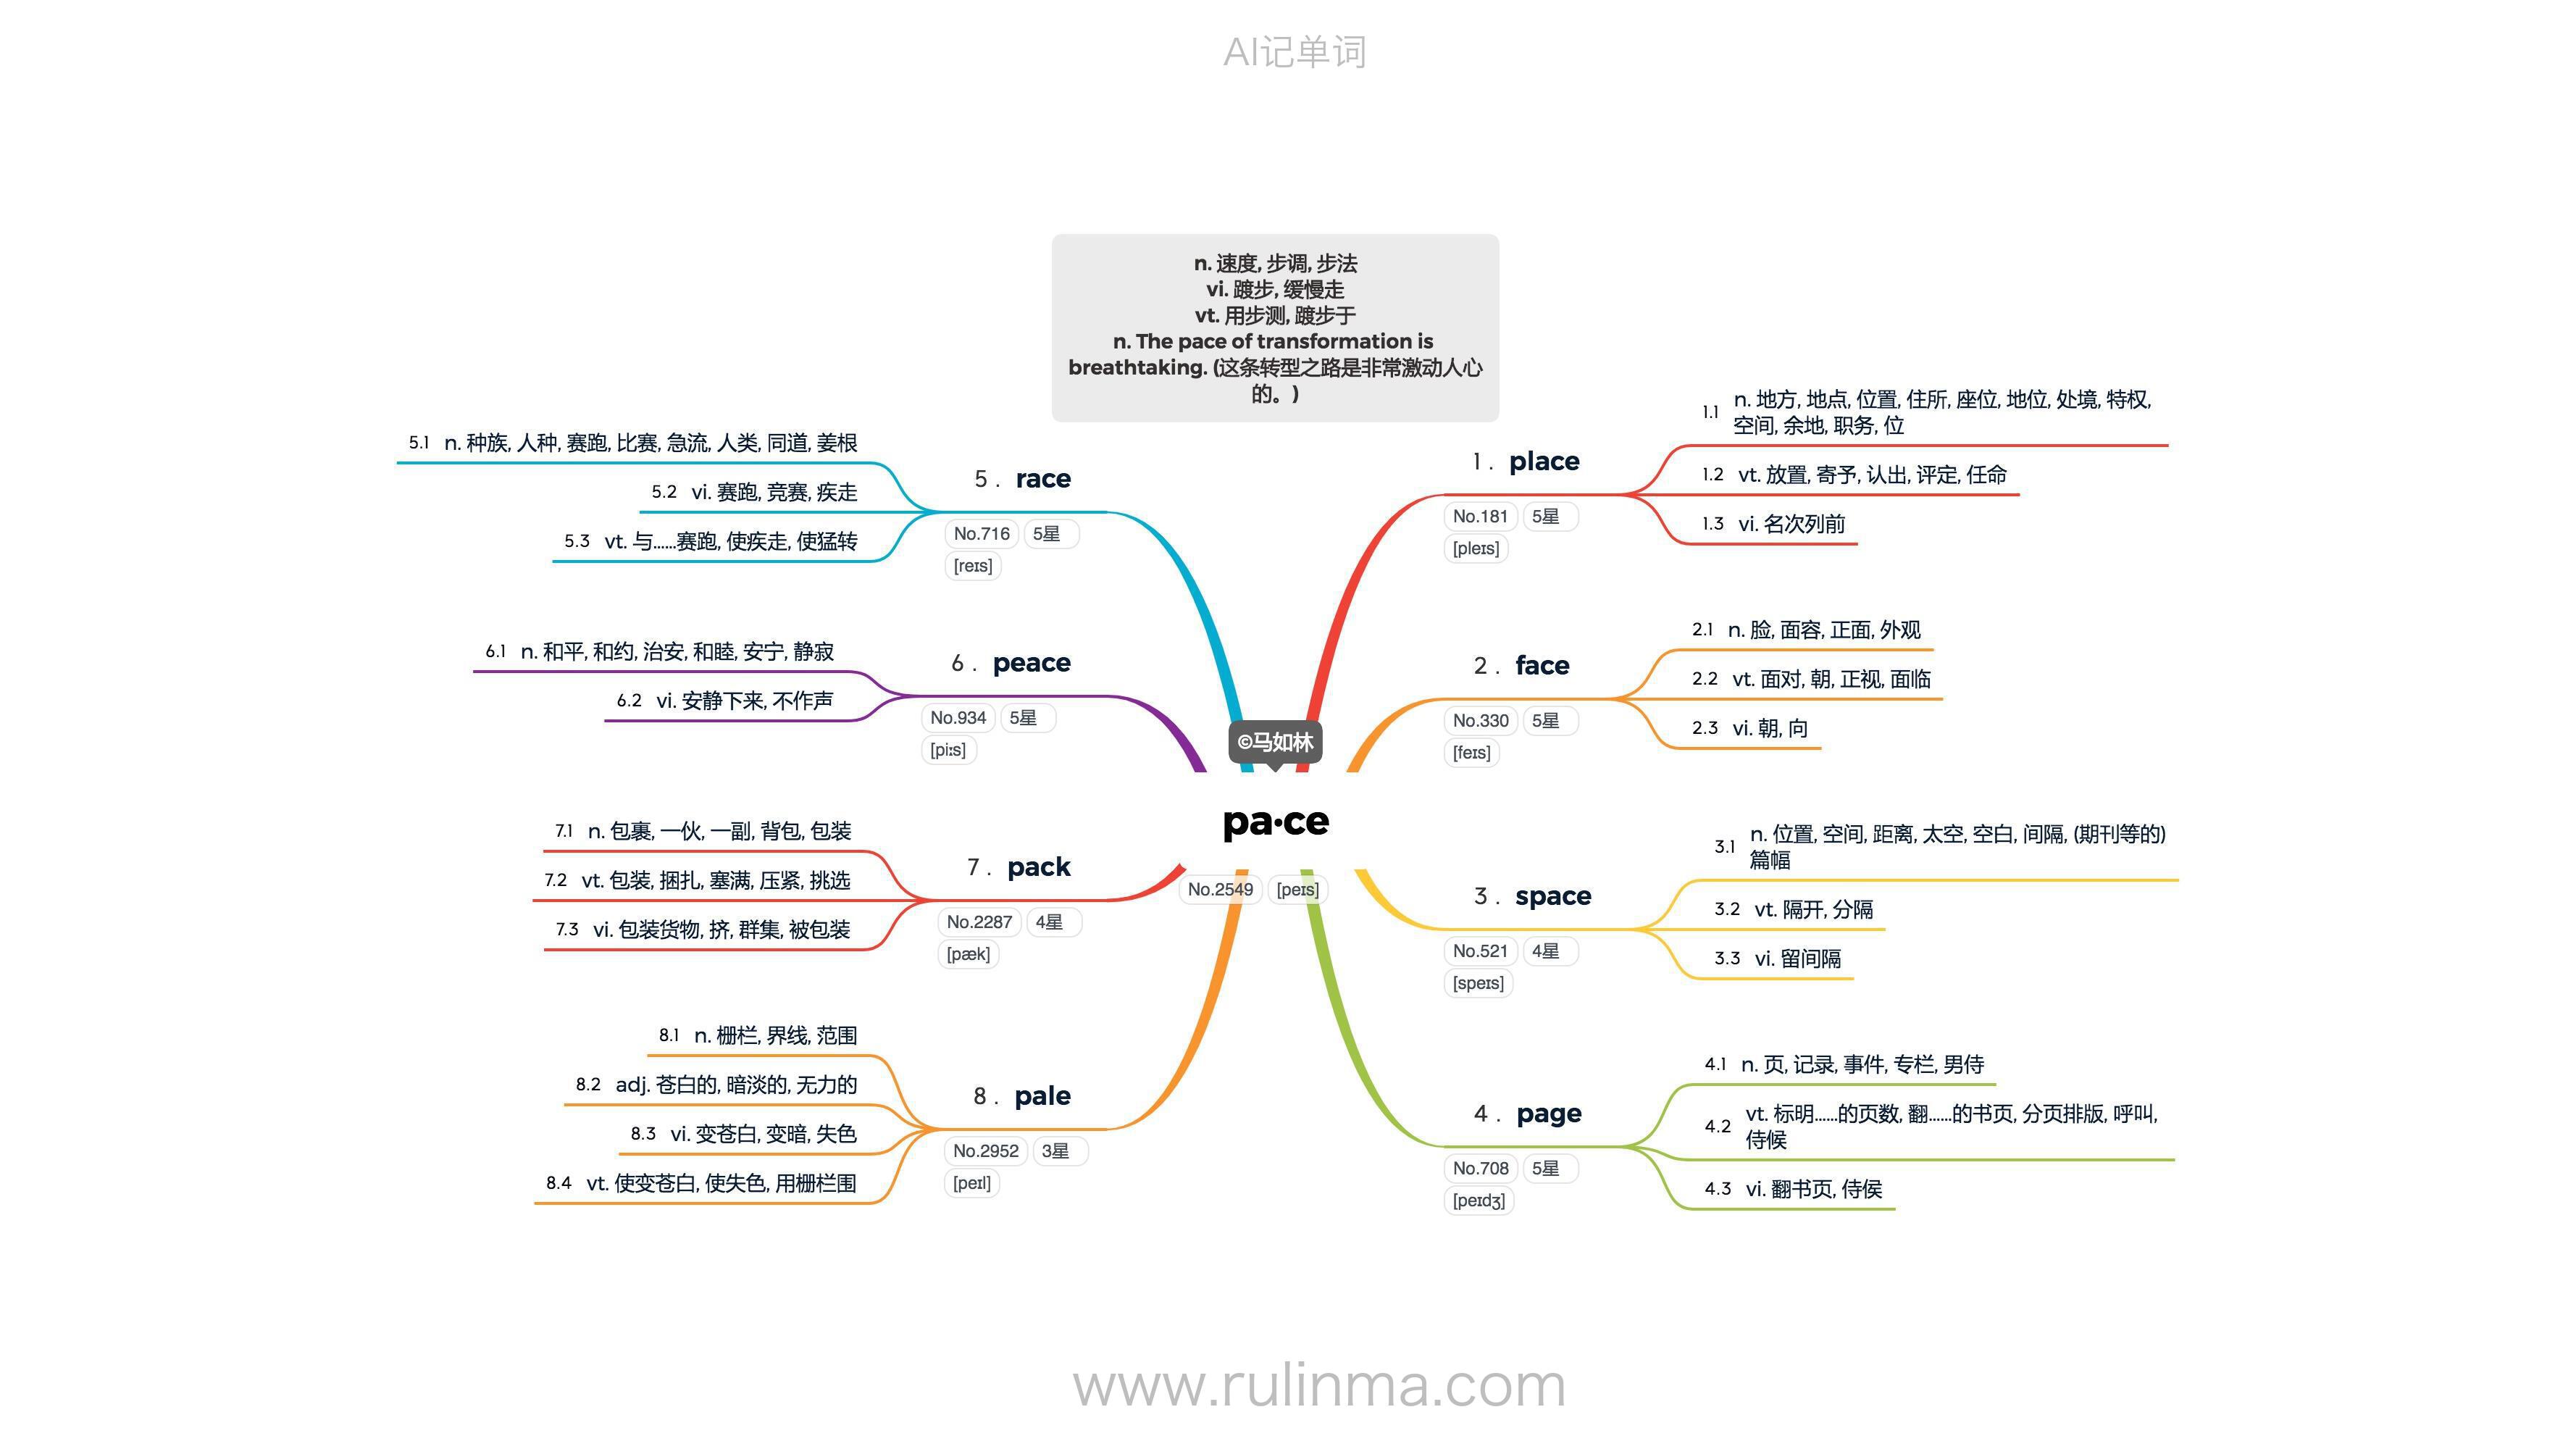 AI记单词
n. 速度, 步调, 步法
vi. 踱步, 缓慢走
vt. 用步测, 踱步于
n. The pace of transformation is
breathtaking. (这条转型之路是非常激动人心
的。)
©马如林
pa·ce
No.2549 [peɪs]
1. place
No.181 5星
[pleɪs]
1.1 n. 地方, 地点, 位置, 住所, 座位, 地位, 处境, 特权,
空间, 余地, 职务, 位
1.2 vt. 放置, 寄予, 认出, 评定, 任命
1.3 vi. 名次列前
2. face
No.330 5星
[feɪs]
2.1 n. 脸, 面容, 正面, 外观
2.2 vt. 面对, 朝, 正视, 面临
2.3 vi. 朝, 向
3. space
No.521 4星
[speɪs]
3.1 n. 位置, 空间, 距离, 太空, 空白, 间隔, (期刊等的)
篇幅
3.2 vt. 隔开, 分隔
3.3 vi. 留间隔
4. page
No.708 5星
[peɪdʒ]
4.1 n. 页, 记录, 事件, 专栏, 男侍
4.2 vt. 标明……的页数, 翻……的书页, 分页排版, 呼叫,
侍候
4.3 vi. 翻书页, 侍侯
5. race
No.716 5星
[reɪs]
5.1 n. 种族, 人种, 赛跑, 比赛, 急流, 人类, 同道, 姜根
5.2 vi. 赛跑, 竞赛, 疾走
5.3 vt. 与……赛跑, 使疾走, 使猛转
6. peace
No.934 5星
[piːs]
6.1 n. 和平, 和约, 治安, 和睦, 安宁, 静寂
6.2 vi. 安静下来, 不作声
7. pack
No.2287 4星
[pæk]
7.1 n. 包裹, 一伙, 一副, 背包, 包装
7.2 vt. 包装, 捆扎, 塞满, 压紧, 挑选
7.3 vi. 包装货物, 挤, 群集, 被包装
8. pale
No.2952 3星
[peɪl]
8.1 n. 栅栏, 界线, 范围
8.2 adj. 苍白的, 暗淡的, 无力的
8.3 vi. 变苍白, 变暗, 失色
8.4 vt. 使变苍白, 使失色, 用栅栏围
www.rulinma.com